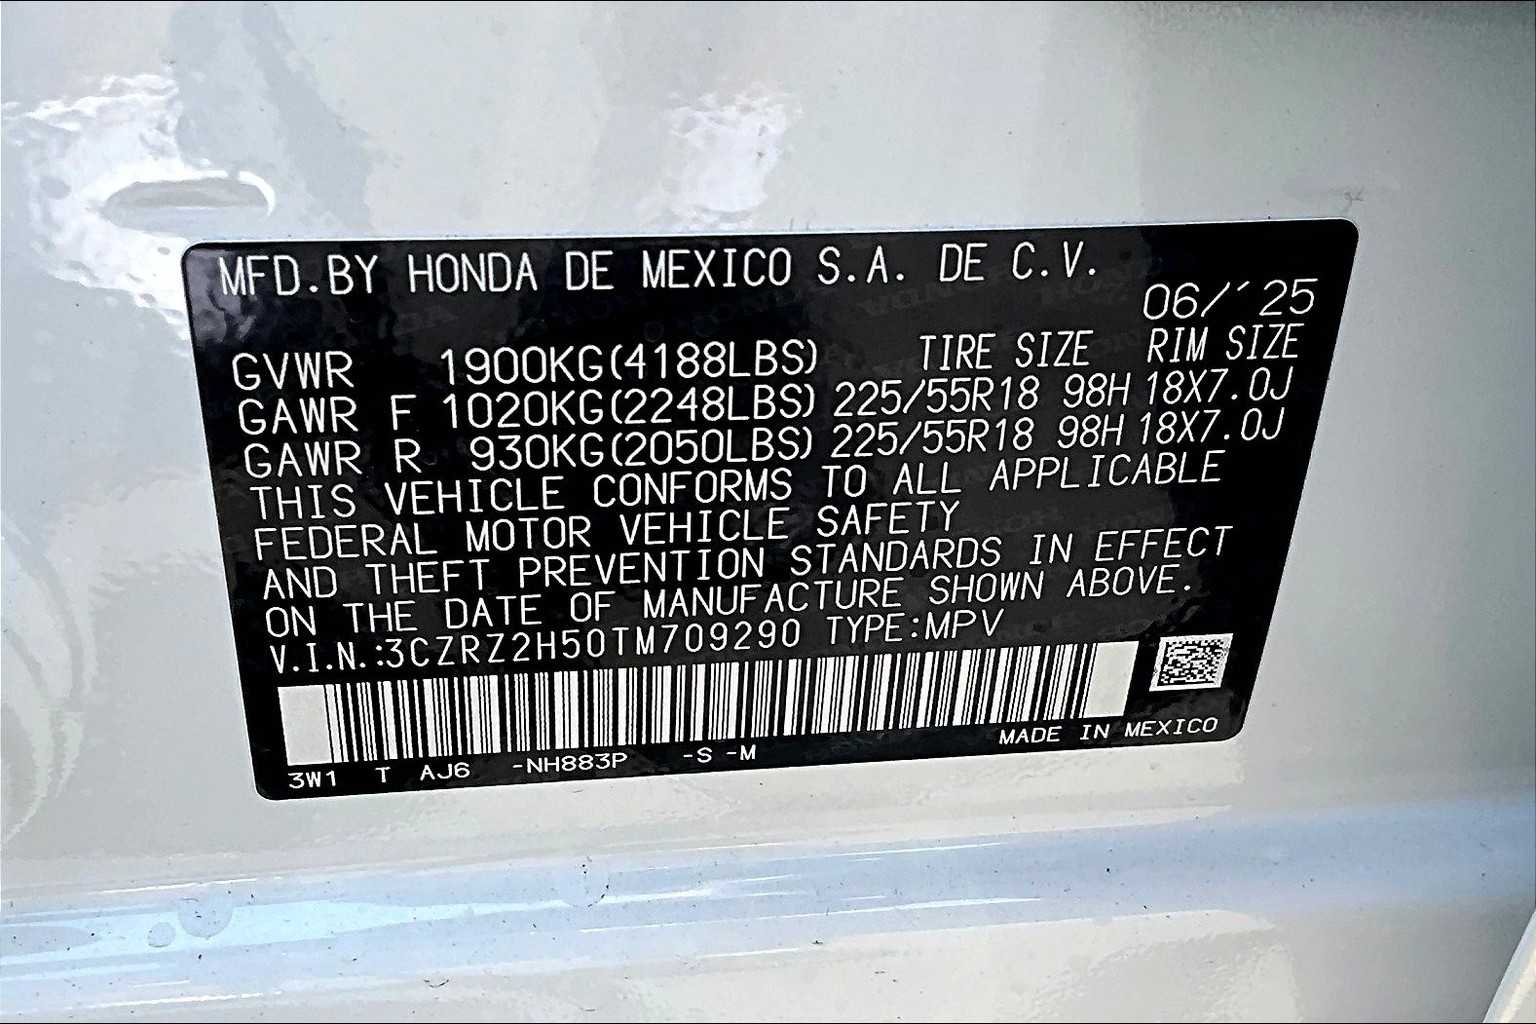 MFD.BY HONDA DE MEXICO S.A. DE C.V.
06/´25
GVWR 1900KG(4188LBS) TIRE SIZE RIM SIZE
GAWR F 1020KG(2248LBS) 225/55R18 98H 18X7.0J
GAWR R 930KG(2050LBS) 225/55R18 98H 18X7.0J
THIS VEHICLE CONFORMS TO ALL APPLICABLE
FEDERAL MOTOR VEHICLE SAFETY
AND THEFT PREVENTION STANDARDS IN EFFECT
ON THE DATE OF MANUFACTURE SHOWN ABOVE.
V.I.N.:3CZRZ2H50TM709290 TYPE:MPV
MADE IN MEXICO
3W1 T AJ6 -NH883P -S -M